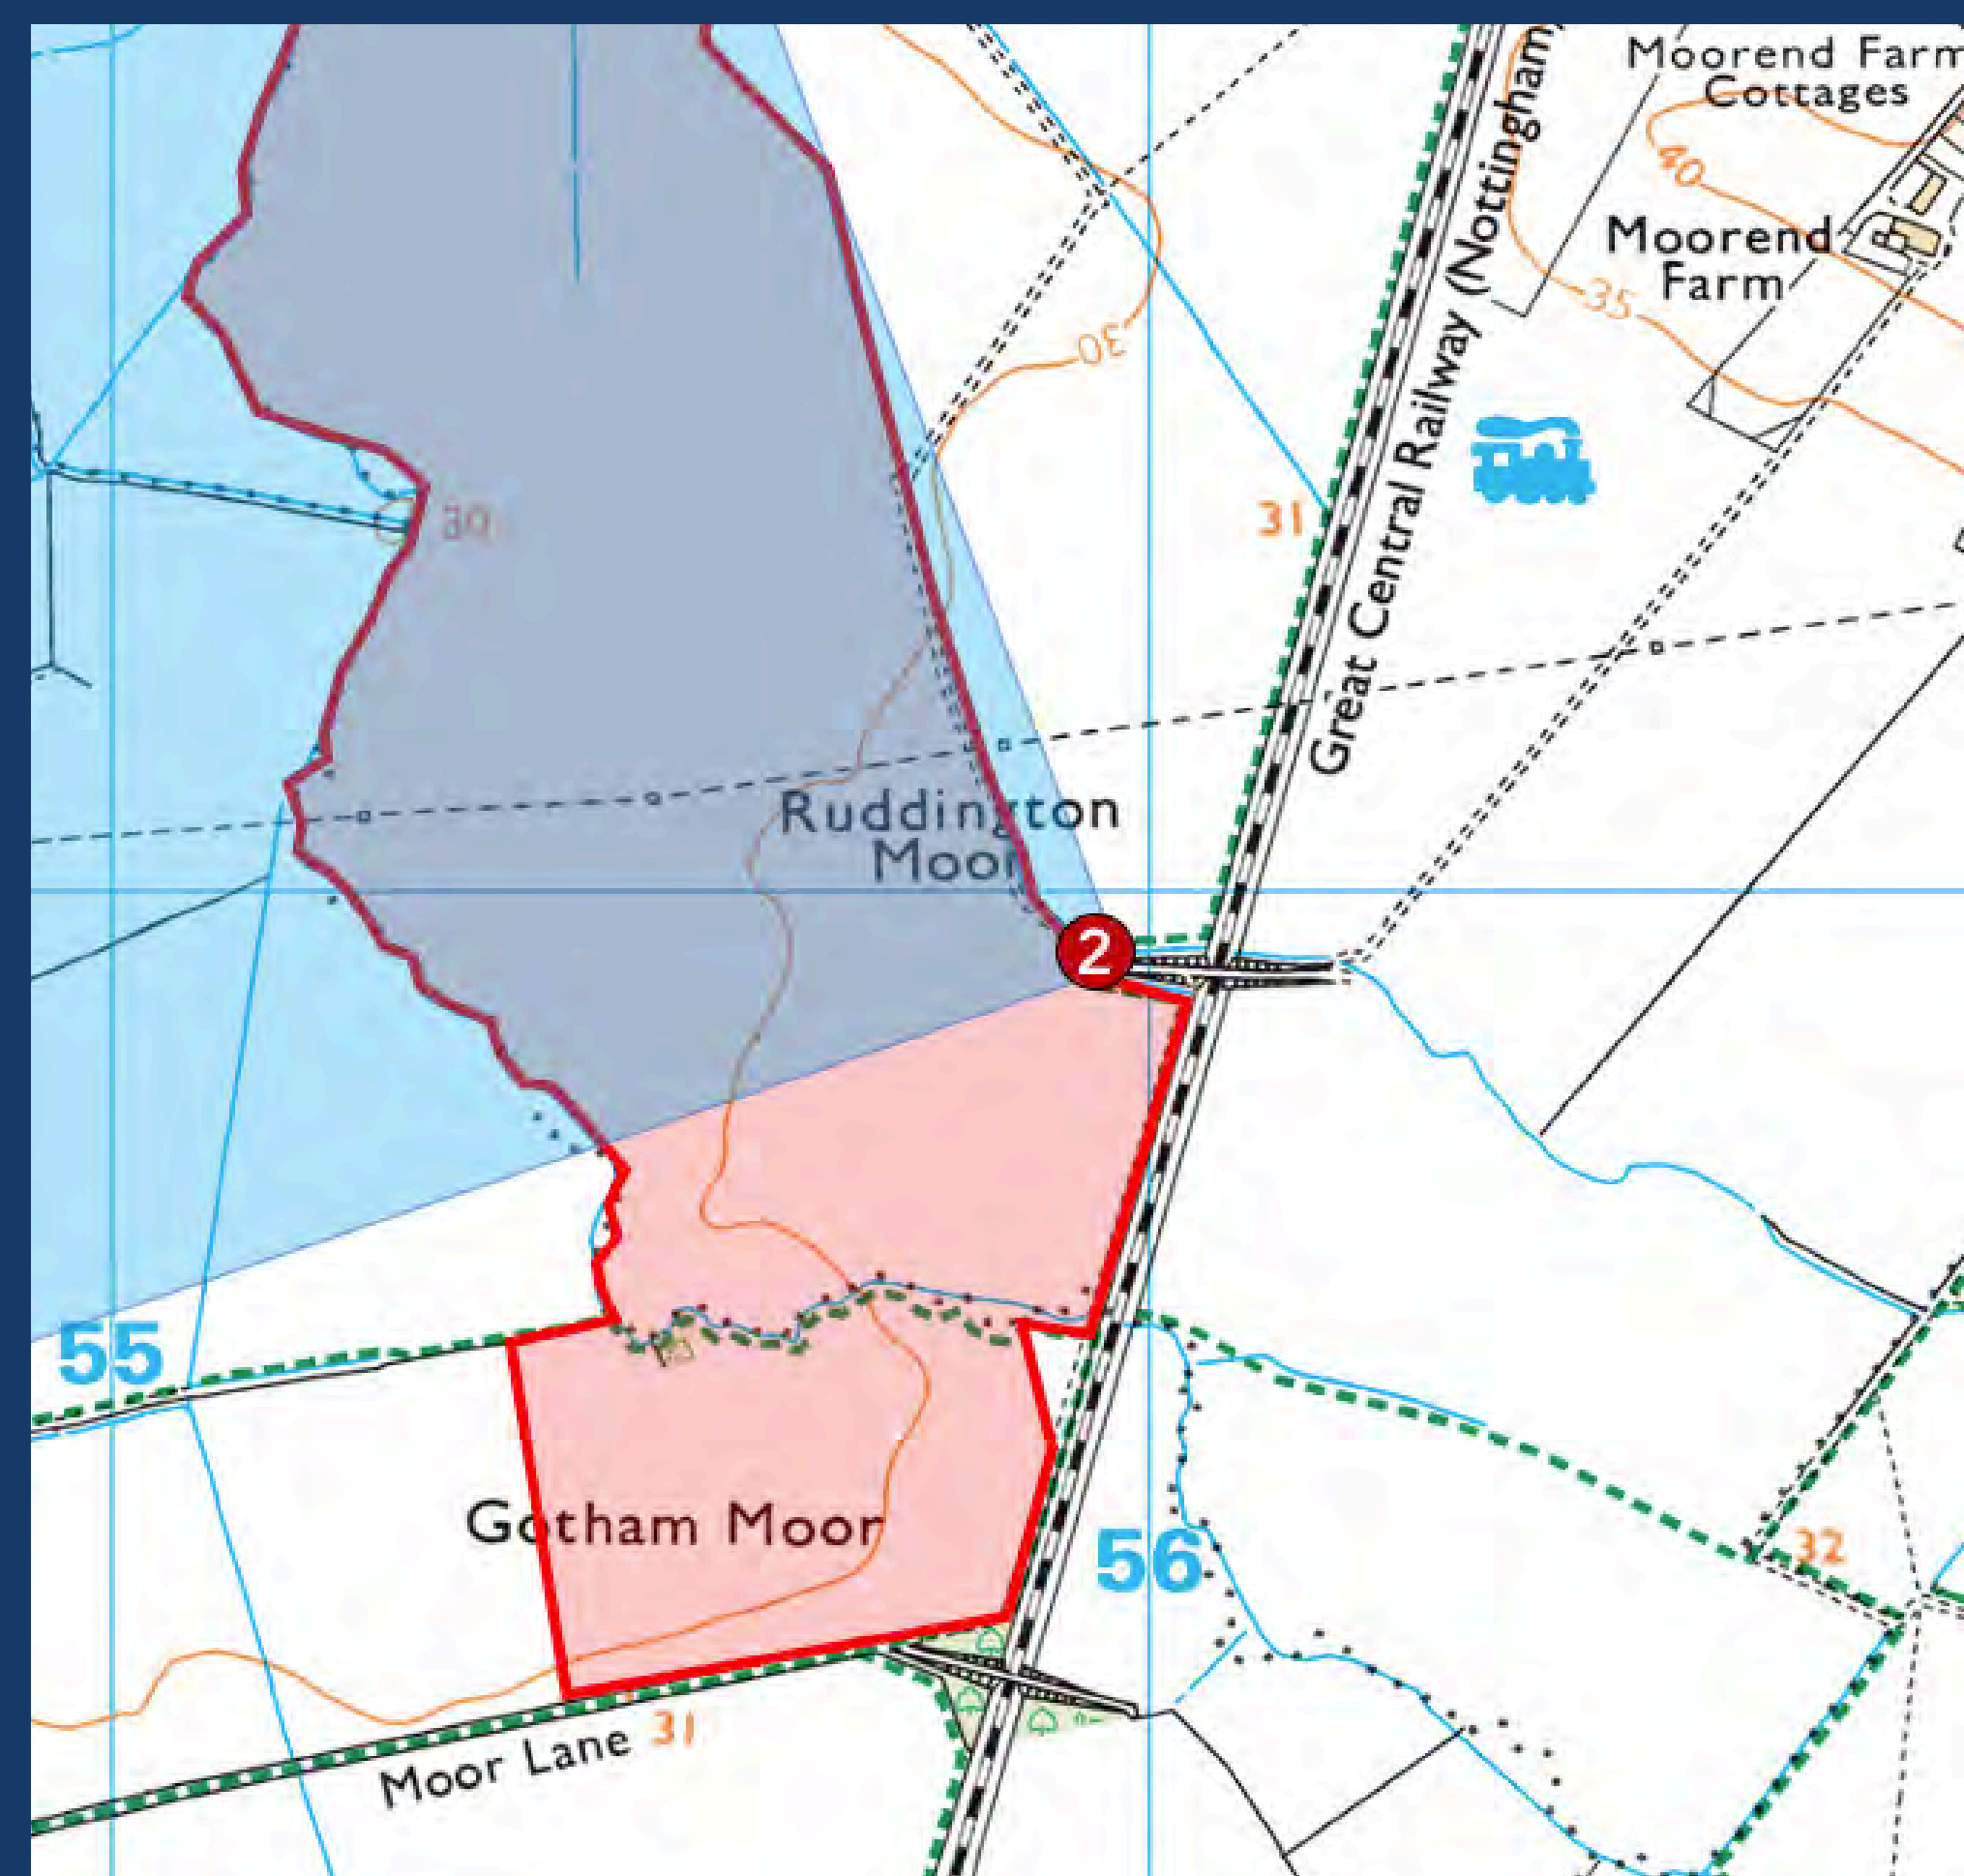 Moorend Farm
Cottages
40
Moorend
Farm
35
30
Great Central Railway (Nottingham)
31
30
Ruddington
Moor
2
55
Gotham Moor
56
32
31
Moor Lane